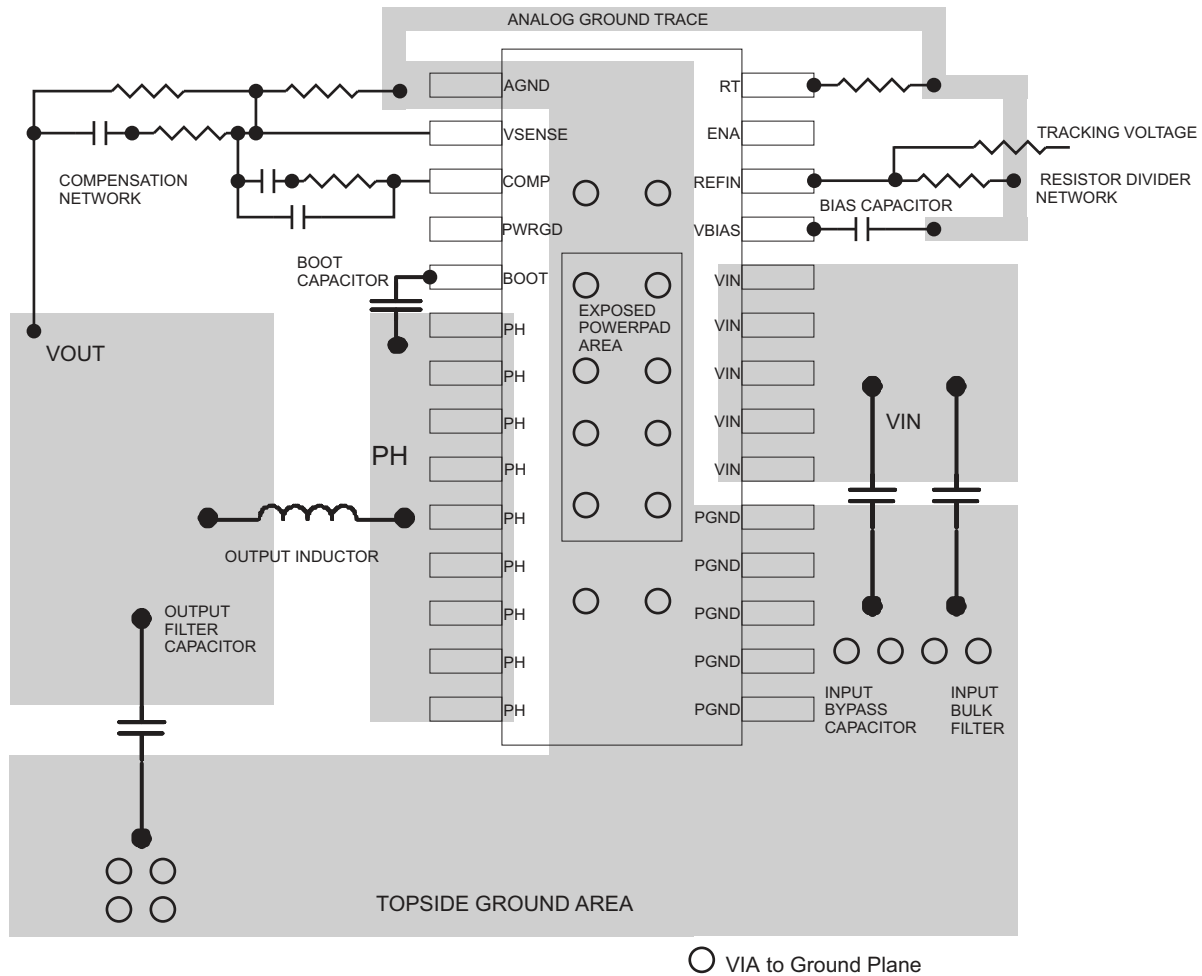 ANALOG GROUND TRACE
AGND
VSENSE
COMP
PWRGD
BOOT
PH
PH
PH
PH
PH
PH
PH
PH
PH
RT
ENA
REFIN
VBIAS
VIN
VIN
VIN
VIN
VIN
PGND
PGND
PGND
PGND
PGND
COMPENSATION
NETWORK
BOOT
CAPACITOR
EXPOSED
POWERPAD
AREA
TRACKING VOLTAGE
RESISTOR DIVIDER
NETWORK
BIAS CAPACITOR
VOUT
PH
VIN
OUTPUT INDUCTOR
OUTPUT
FILTER
CAPACITOR
INPUT
BYPASS
CAPACITOR
INPUT
BULK
FILTER
TOPSIDE GROUND AREA
VIA to Ground Plane